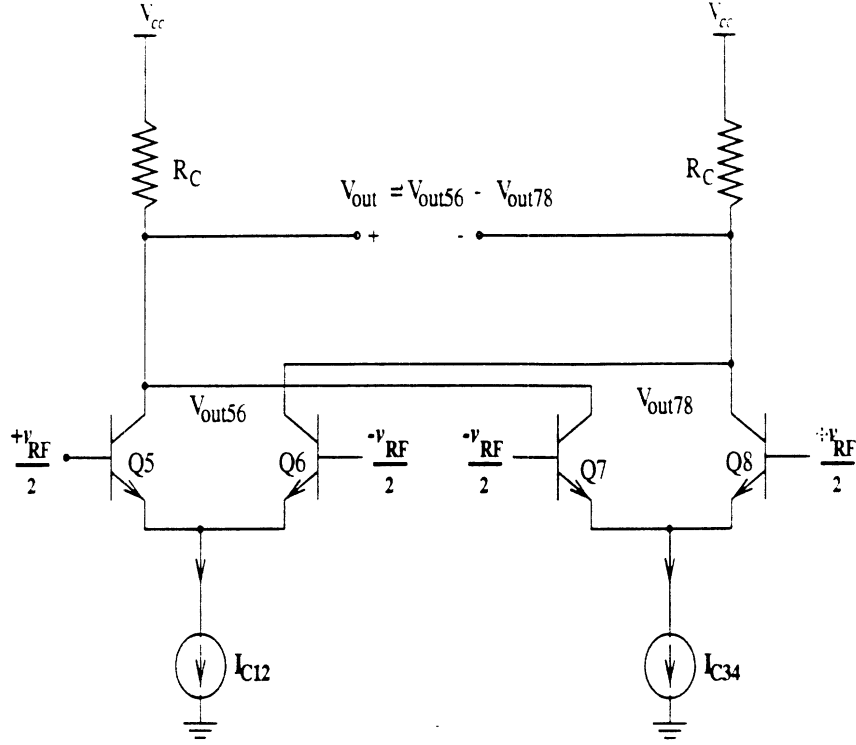 Vcc Vcc
RC RC
Vout = Vout56 - Vout78
+ -
Vout56 Vout78
+vRF/2 Q5 Q6 -vRF/2 -vRF/2 Q7 Q8 +vRF/2
IC12 IC34